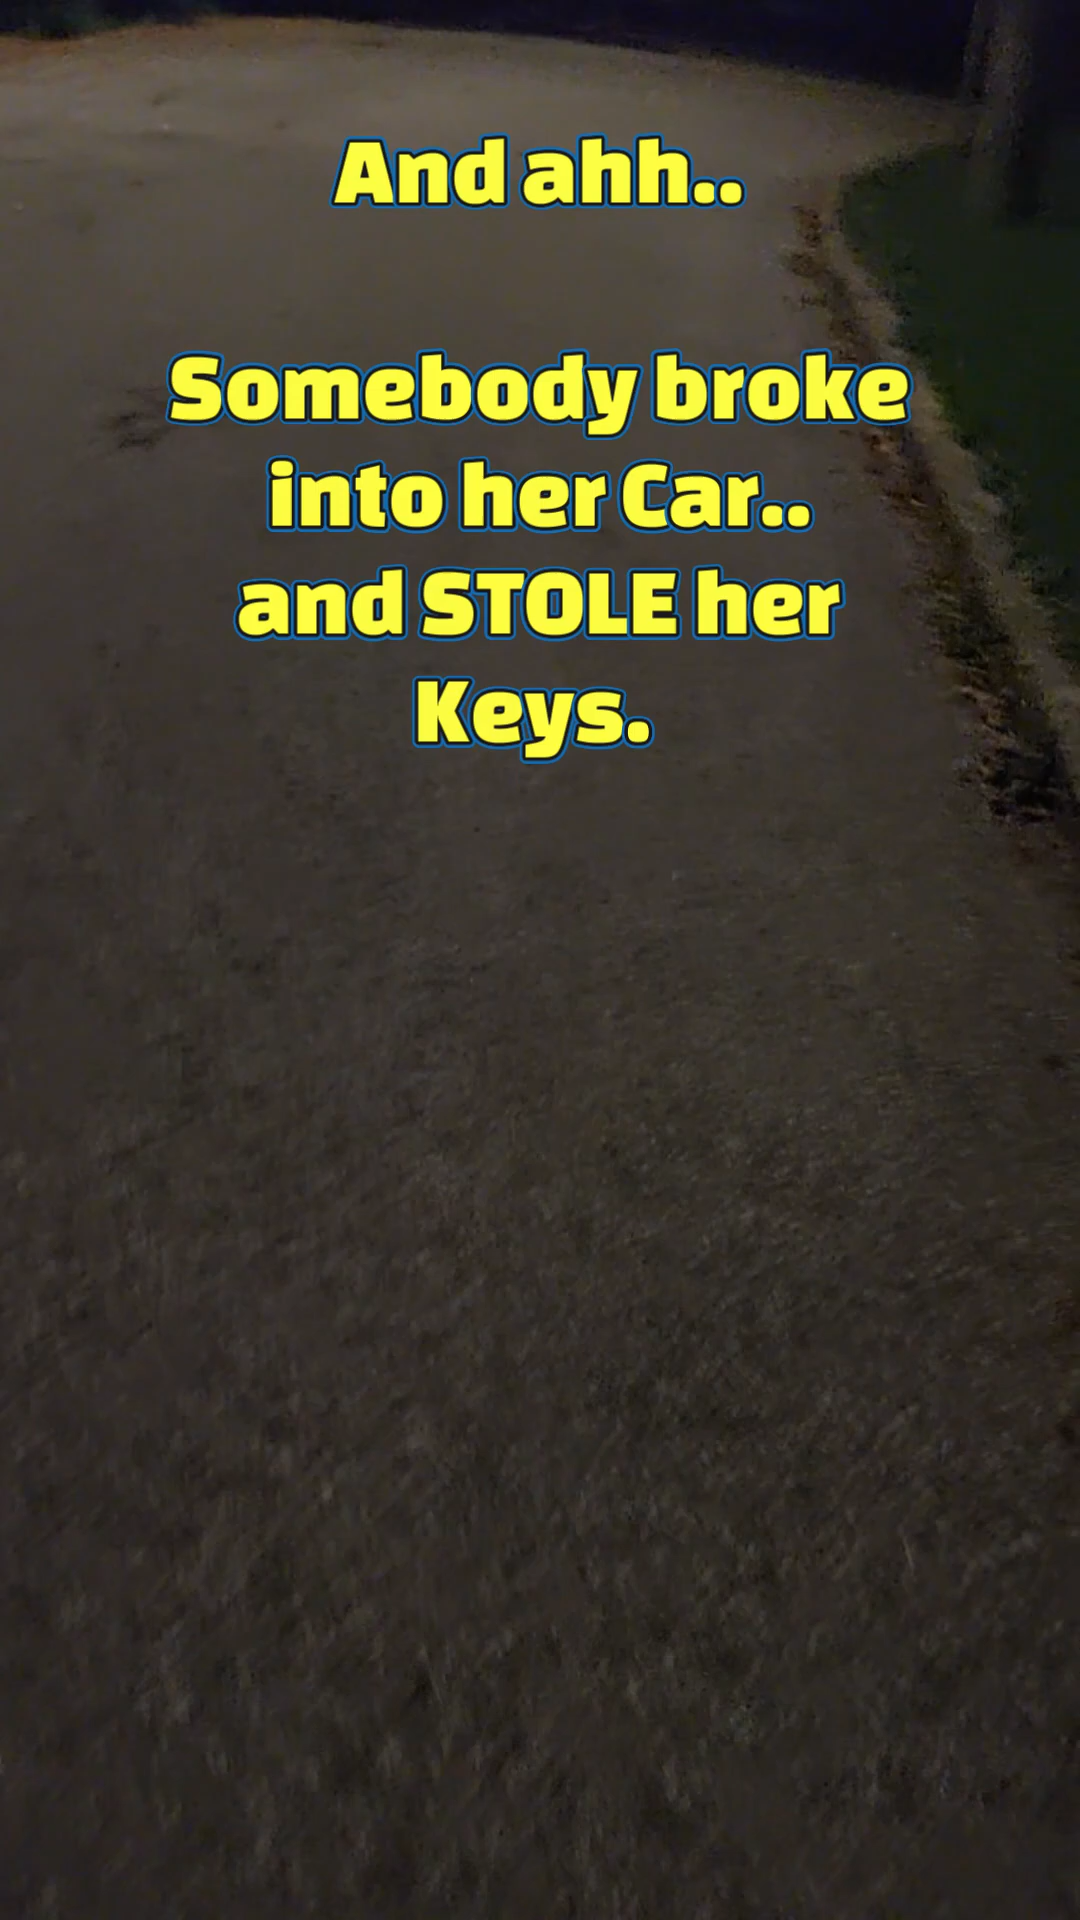 And ahh..
Somebody broke
into her Car..
and STOLE her
Keys.